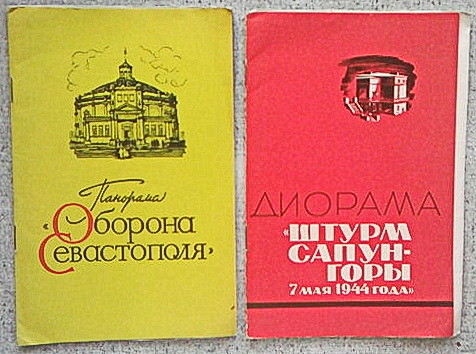 Панорама
«Оборона
Севастополя»
ДИОРАМА
«ШТУРМ
САПУН-
ГОРЫ
7 МАЯ 1944 ГОДА»